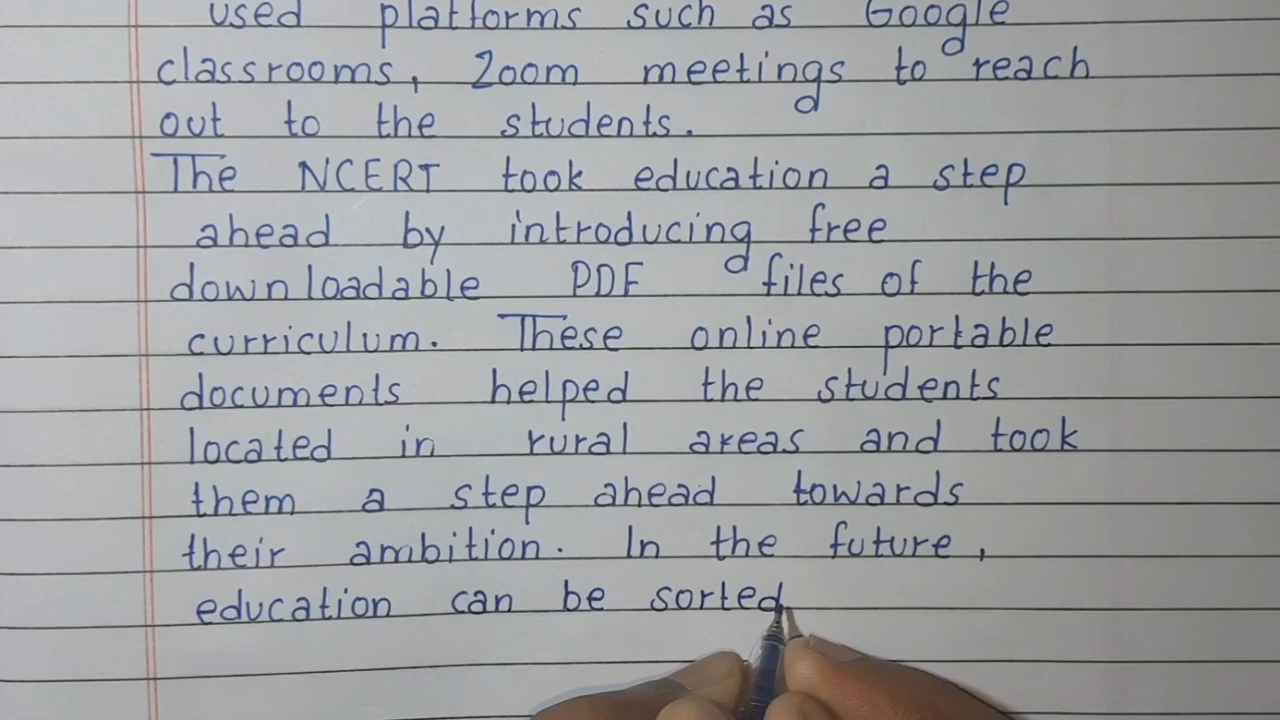 used platforms such as Google
classrooms, Zoom meetings to reach
out to the students.
The NCERT took education a step
ahead by introducing free
downloadable PDF files of the
curriculum. These online portable
documents helped the students
located in rural areas and took
them a step ahead towards
their ambition. In the future,
education can be sorted